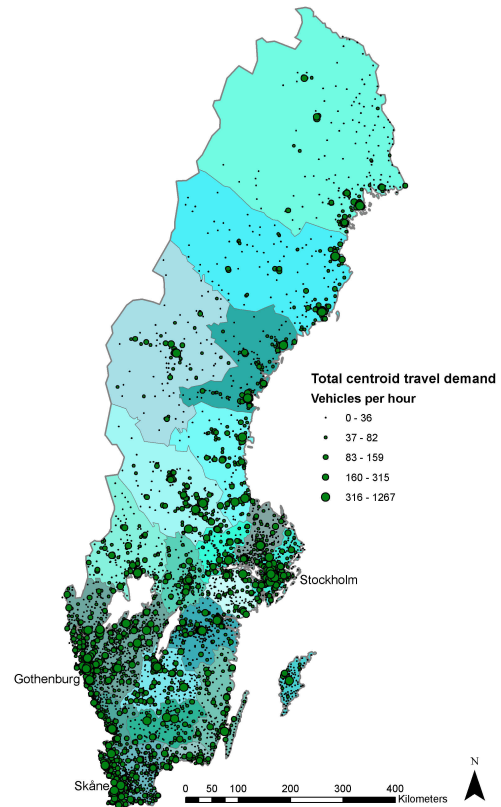 Total centroid travel demand
Vehicles per hour
0 - 36
37 - 82
83 - 159
160 - 315
316 - 1267
Stockholm
Gothenburg
Skåne
N
0 50 100 200 300 400
Kilometers